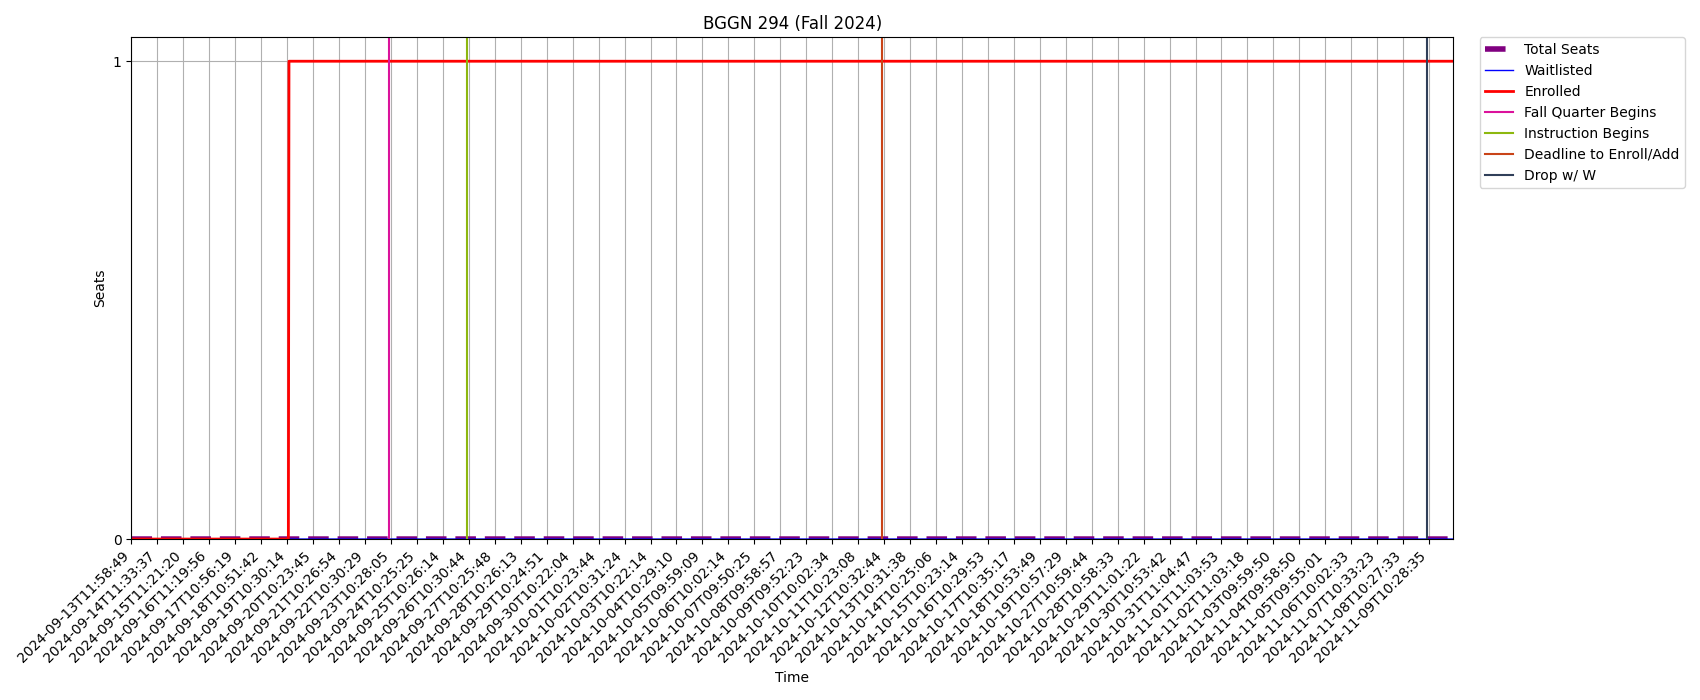 BGGN 294 (Fall 2024)
Total Seats
Waitlisted
Enrolled
Fall Quarter Begins
Instruction Begins
Deadline to Enroll/Add
Drop w/ W
1
0
Seats
2024-09-13T11:58:49
2024-09-14T11:33:37
2024-09-15T11:21:20
2024-09-16T11:19:56
2024-09-17T10:56:19
2024-09-18T10:51:42
2024-09-19T10:30:14
2024-09-20T10:23:45
2024-09-21T10:26:54
2024-09-22T10:30:29
2024-09-23T10:28:05
2024-09-24T10:25:25
2024-09-25T10:26:14
2024-09-26T10:30:44
2024-09-27T10:25:48
2024-09-28T10:26:13
2024-09-29T10:24:51
2024-09-30T10:22:04
2024-10-01T10:23:44
2024-10-02T10:31:24
2024-10-03T10:22:14
2024-10-04T10:29:10
2024-10-05T09:59:09
2024-10-06T10:02:14
2024-10-07T09:50:25
2024-10-08T09:58:57
2024-10-09T09:52:23
2024-10-10T10:02:34
2024-10-11T10:23:08
2024-10-12T10:32:44
2024-10-13T10:31:38
2024-10-14T10:25:06
2024-10-15T10:23:14
2024-10-16T10:29:53
2024-10-17T10:35:17
2024-10-18T10:53:49
2024-10-19T10:57:29
2024-10-27T10:59:44
2024-10-28T10:58:33
2024-10-29T11:01:22
2024-10-30T10:53:42
2024-10-31T11:04:47
2024-11-01T11:03:53
2024-11-02T11:03:18
2024-11-03T09:59:50
2024-11-04T09:58:50
2024-11-05T09:55:01
2024-11-06T10:02:33
2024-11-07T10:33:23
2024-11-08T10:27:33
2024-11-09T10:28:35
Time